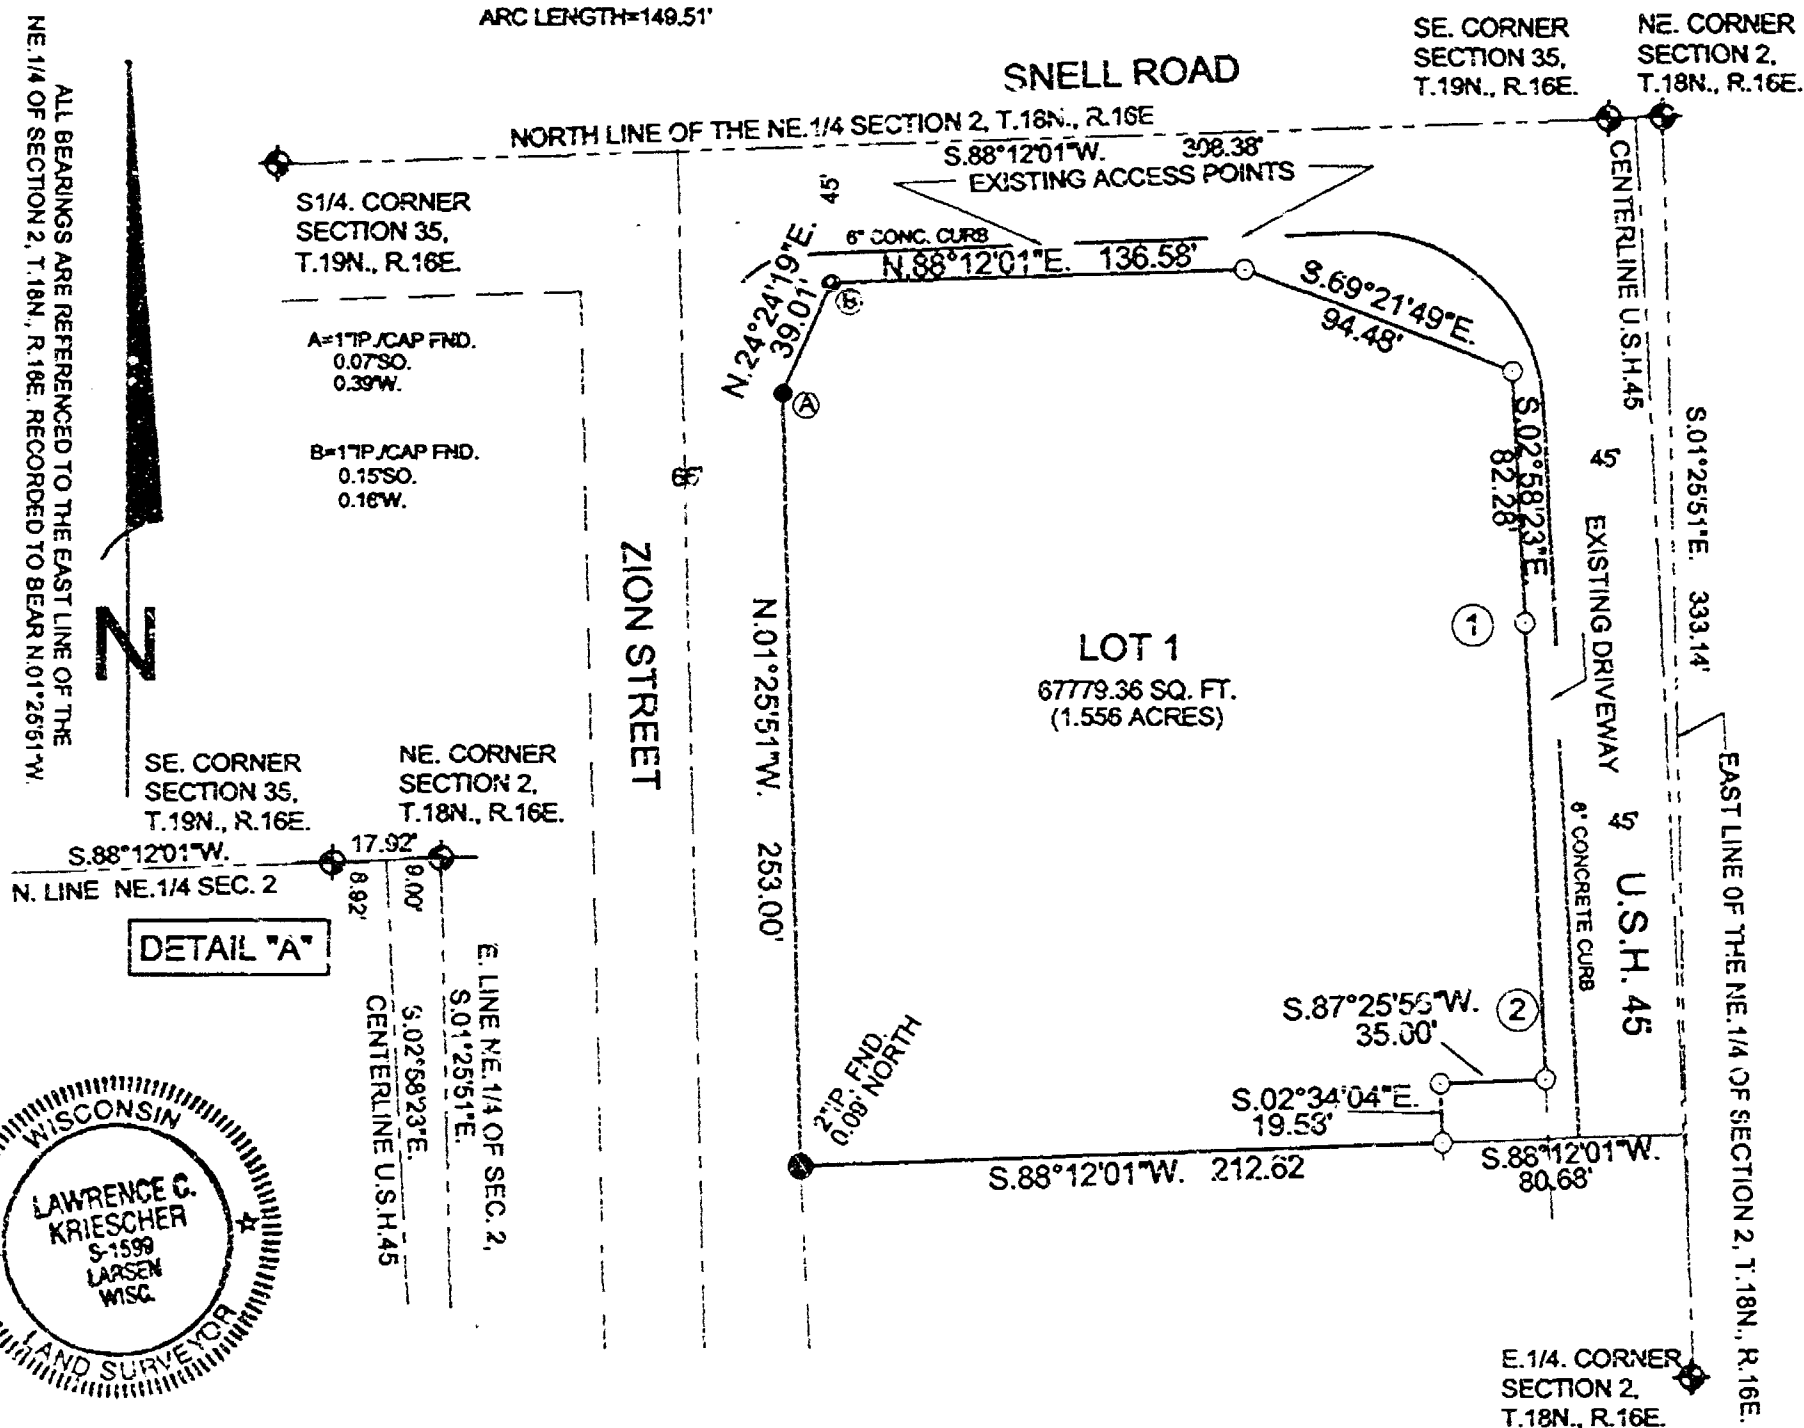 ARC LENGTH=149.51'
SE. CORNER
SECTION 35,
T.19N., R.16E.
NE. CORNER
SECTION 2,
T.18N., R.16E.
SNELL ROAD
NORTH LINE OF THE NE.1/4 SECTION 2, T.18N., R.16E
S.88°12'01"W. 308.38'
EXISTING ACCESS POINTS
ALL BEARINGS ARE REFERENCED TO THE EAST LINE OF THE
NE.1/4 OF SECTION 2, T.18N., R.16E. RECORDED TO BEAR N.01°25'51"W.
N
S1/4. CORNER
SECTION 35,
T.19N., R.16E.
45'
6" CONC. CURB
N.88°12'01"E. 136.58'
N.24°24'19"E.
39.01'
B
A
S.69°21'49"E.
94.48'
CENTERLINE U.S.H.45
A=1"IP./CAP FND.
0.07'SO.
0.39'W.
B=1"IP./CAP FND.
0.15'SO.
0.16'W.
66'
S.02°58'23"E.
82.28'
45'
S.01°25'51"E. 333.14'
EXISTING DRIVEWAY
ZION STREET
N.01°25'51"W. 253.00'
1
LOT 1
67779.36 SQ. FT.
(1.556 ACRES)
SE. CORNER
SECTION 35,
T.19N., R.16E.
NE. CORNER
SECTION 2,
T.18N., R.16E.
S.88°12'01"W.
17.92'
N. LINE NE.1/4 SEC. 2
8.92'
9.00'
DETAIL "A"
CENTERLINE U.S.H.45
S.02°58'23"E.
S.01°25'51"E.
E. LINE NE.1/4 OF SEC. 2,
45'
6" CONCRETE CURB
U.S.H. 45
EAST LINE OF THE NE.1/4 OF SECTION 2, T.18N., R.16E.
S.87°25'56"W.
35.00'
2
S.02°34'04"E.
19.53'
2"IP. FND.
0.09' NORTH
S.88°12'01"W. 212.62
S.88°12'01"W.
80.68'
WISCONSIN
LAWRENCE C.
KRIESCHER
S-1599
LARSEN
WISC.
LAND SURVEYOR
E.1/4. CORNER
SECTION 2,
T.18N., R.16E.